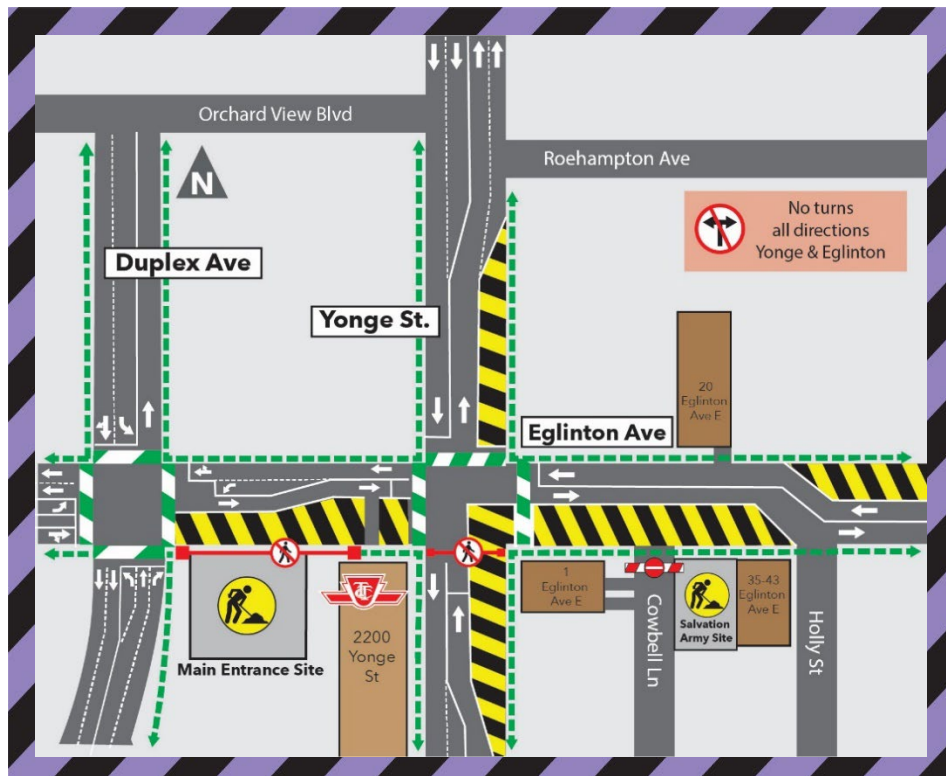 Orchard View Blvd
Roehampton Ave
N
No turns
all directions
Yonge & Eglinton
Duplex Ave
Yonge St.
20
Eglinton
Ave E
Eglinton Ave
TTC
1
Eglinton
Ave E
2200
Yonge
St
Main Entrance Site
Cowbell Ln
Salvation
Army Site
35-43
Eglinton
Ave E
Holly St